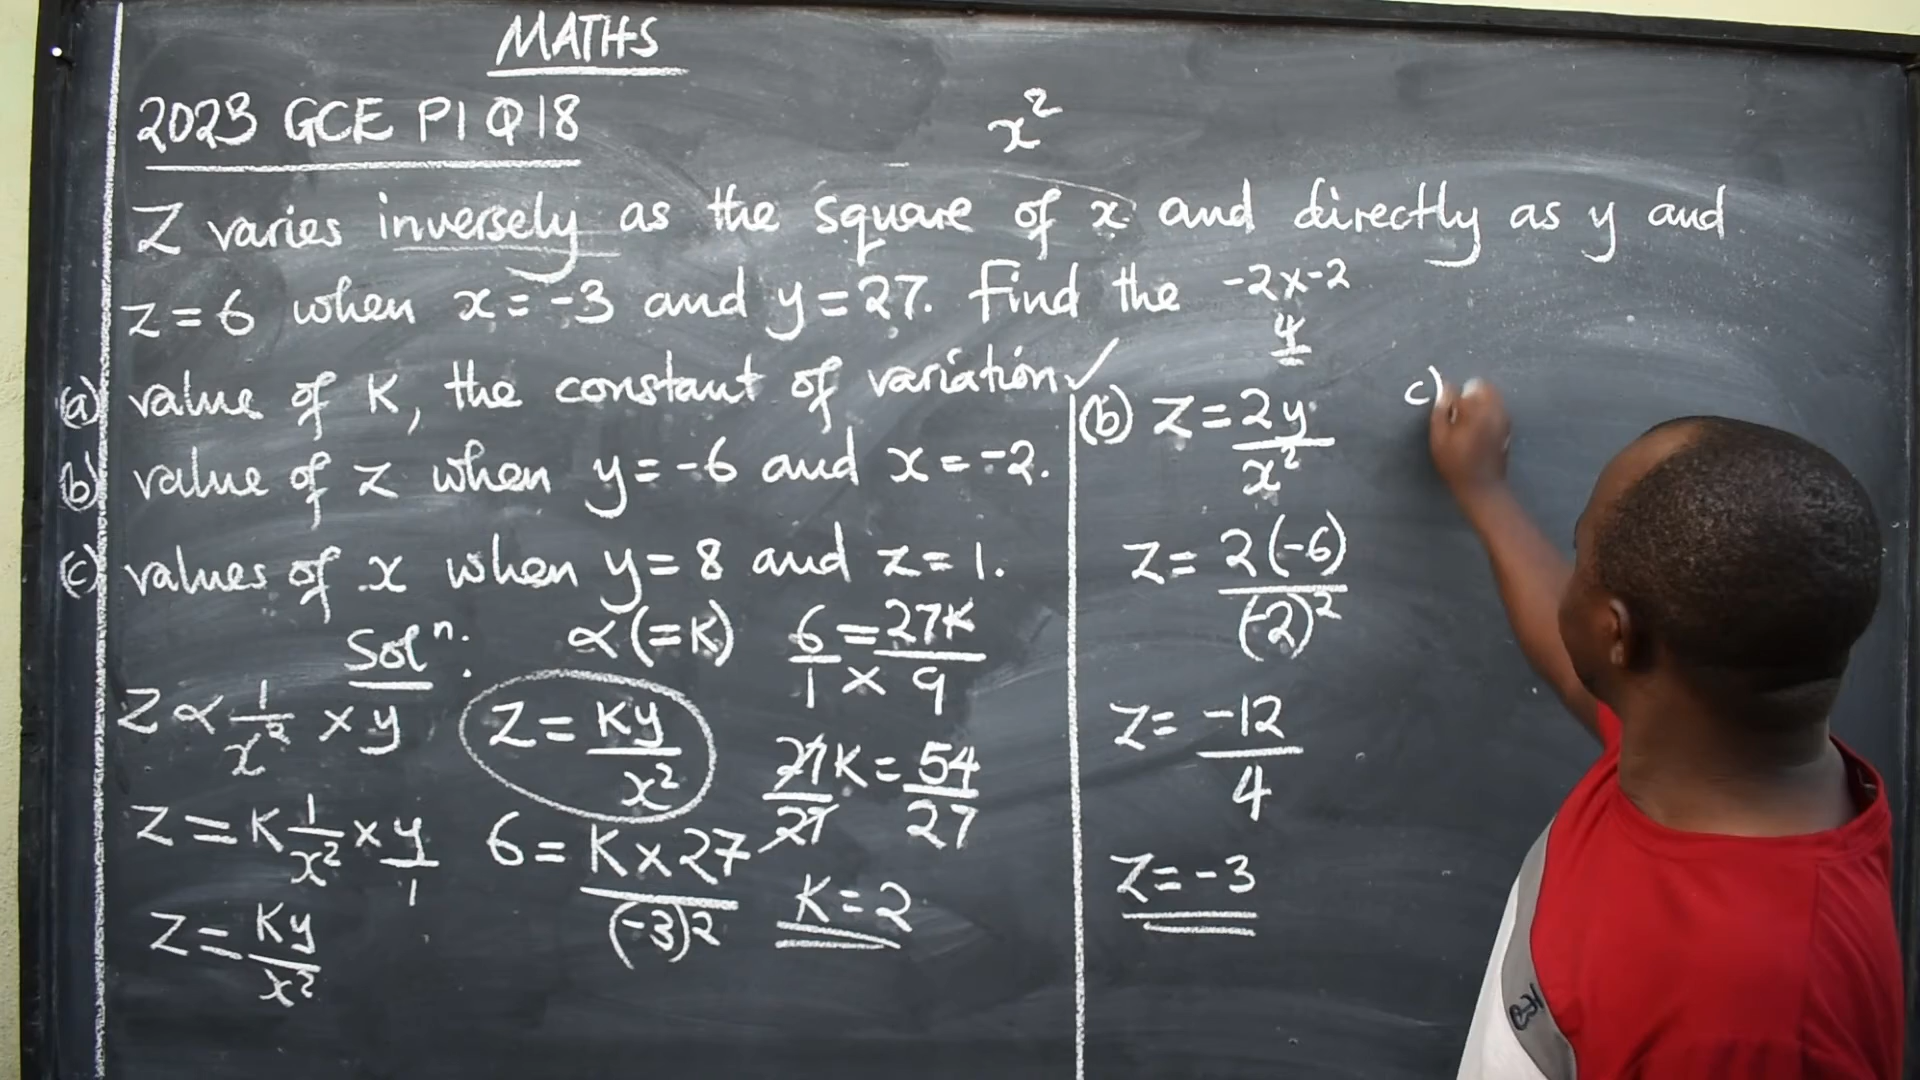 MATHS
2023 GCE P1 Q18
x²
Z varies inversely as the square of x and directly as y and
z = 6 when x = -3 and y = 27. Find the
(a) value of K, the constant of variation ✓
(b) value of z when y = -6 and x = -2.
(c) values of x when y = 8 and z = 1.
Solⁿ:
Z ∝ 1/x² × y
Z = K 1/x² × y/1
Z = Ky/x²
∝ (= K)
Z = Ky/x²
6 = K × 27/(-3)²
6/1 × = 27K/9
27K/27 = 54/27
K = 2
-2 x -2
4
(b) Z = 2y/x²
Z = 2(-6)/(-2)²
Z = -12/4
Z = -3
c)